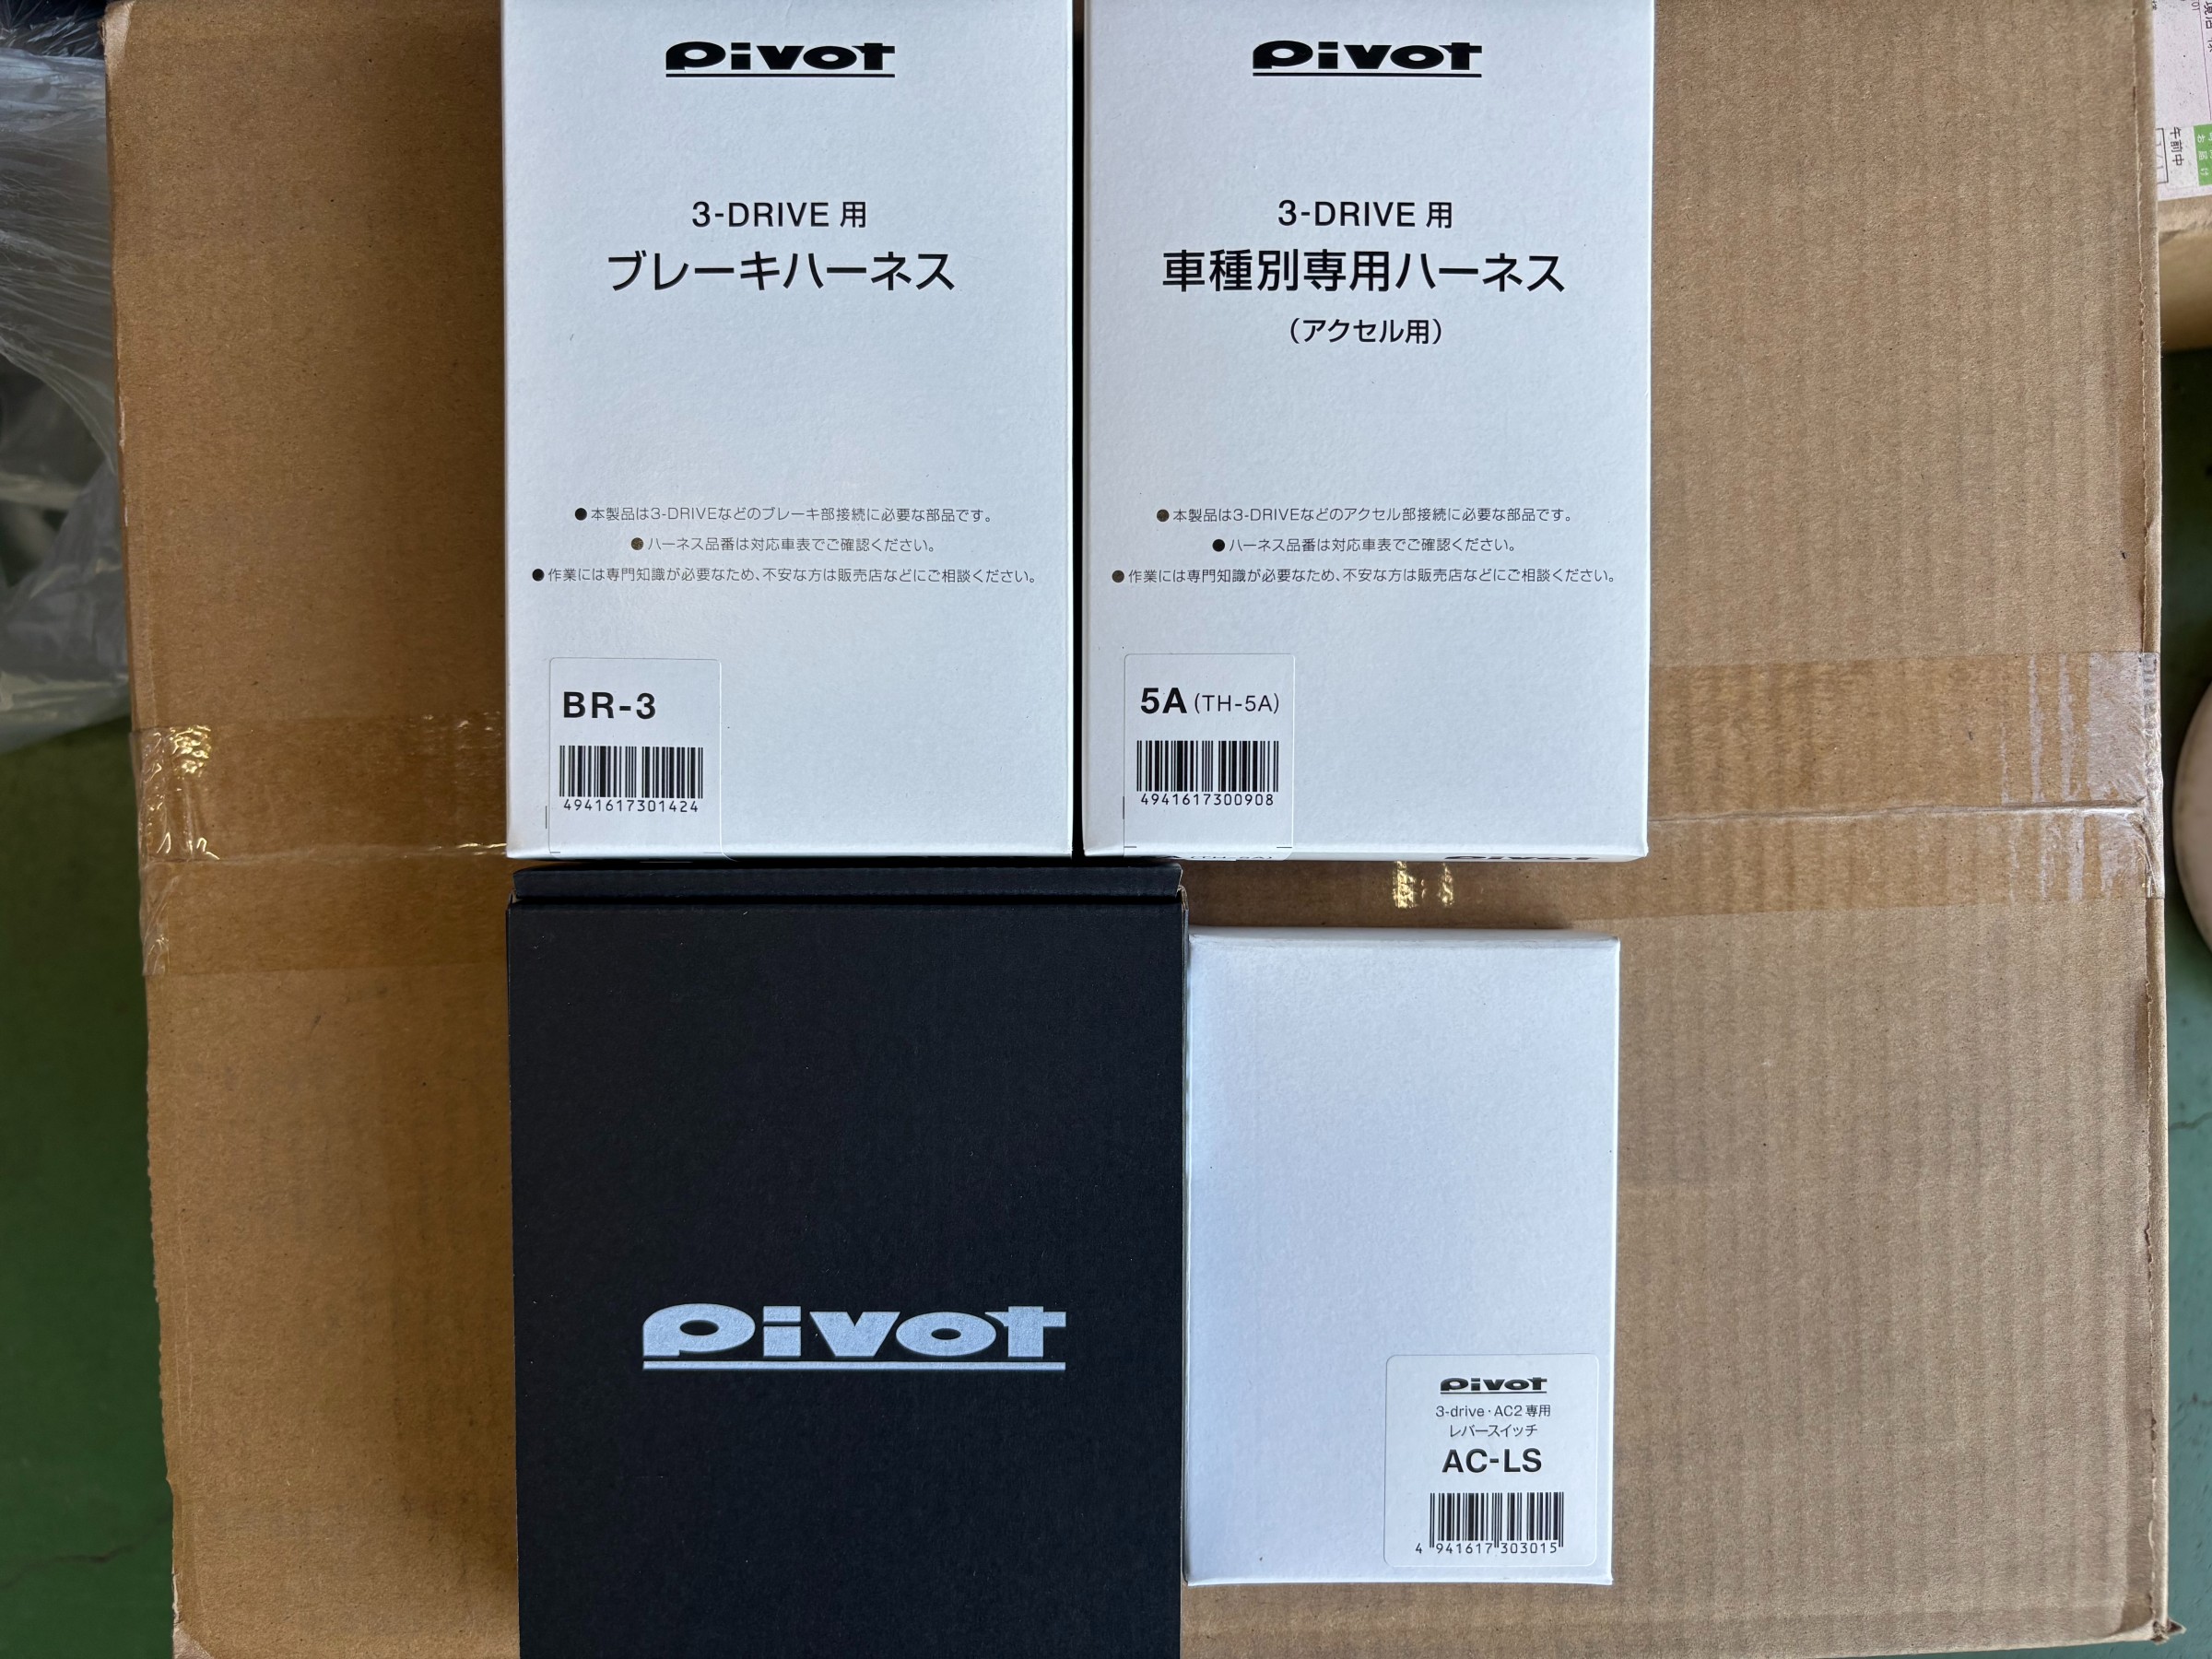 pivot
3-DRIVE 用
ブレーキハーネス
●本製品は3-DRIVEなどのブレーキ部接続に必要な部品です。
●ハーネス品番は対応車表でご確認ください。
●作業には専門知識が必要なため、不安な方は販売店などにご相談ください。
BR-3
4941617301424
pivot
3-DRIVE 用
車種別専用ハーネス
（アクセル用）
●本製品は3-DRIVEなどのアクセル部接続に必要な部品です。
●ハーネス品番は対応車表でご確認ください。
●作業には専門知識が必要なため、不安な方は販売店などにご相談ください。
5A (TH-5A)
4941617300908
pivot
pivot
3-drive・AC2専用
レバースイッチ
AC-LS
4 941617 303015
午前中
お届け